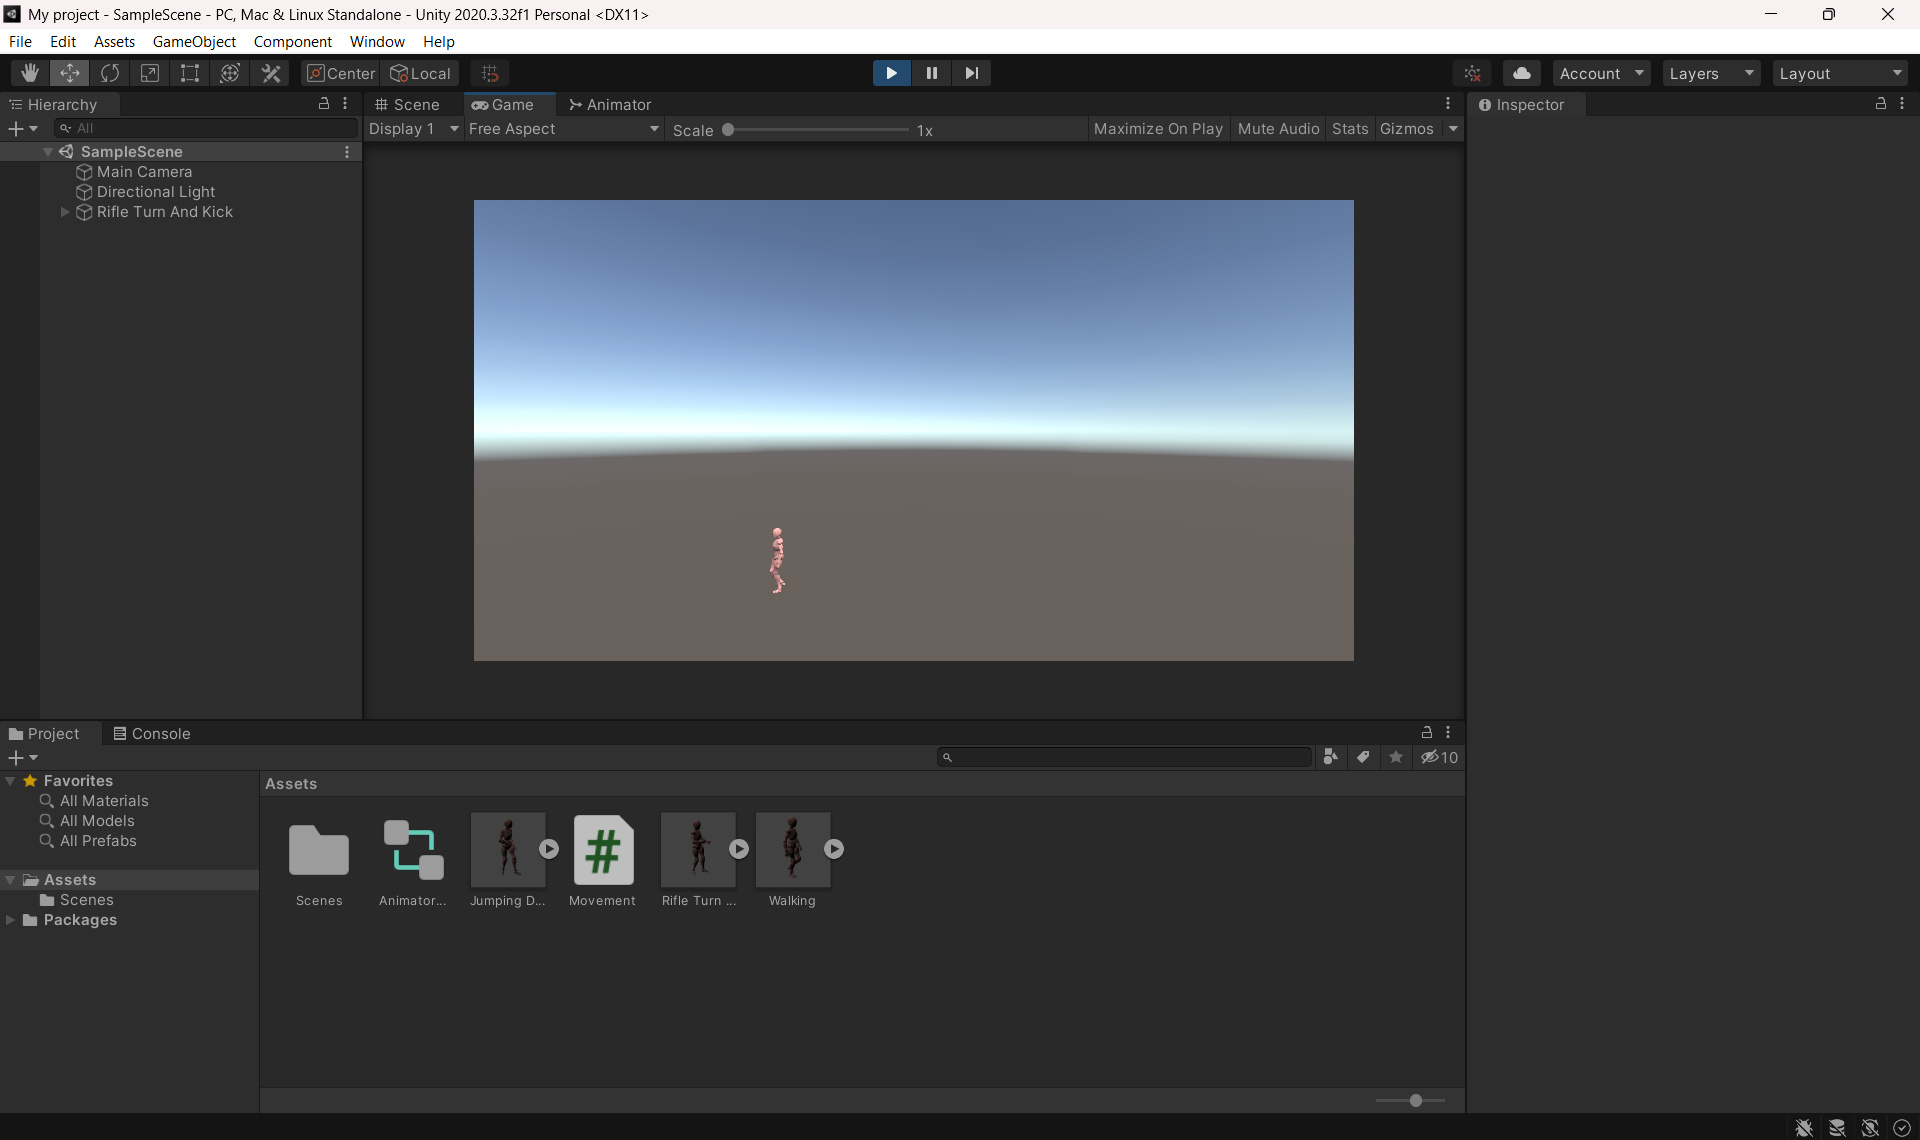 My project - SampleScene - PC, Mac & Linux Standalone - Unity 2020.3.32f1 Personal <DX11>
File Edit Assets GameObject Component Window Help
Center Local Account Layers Layout
Hierarchy Scene Game Animator Inspector
All Display 1 Free Aspect Scale 1x Maximize On Play Mute Audio Stats Gizmos
SampleScene
Main Camera
Directional Light
Rifle Turn And Kick
Project Console
10
Favorites Assets
All Materials
All Models
All Prefabs
Assets
Scenes
Packages
Scenes Animator... Jumping D... Movement Rifle Turn ... Walking